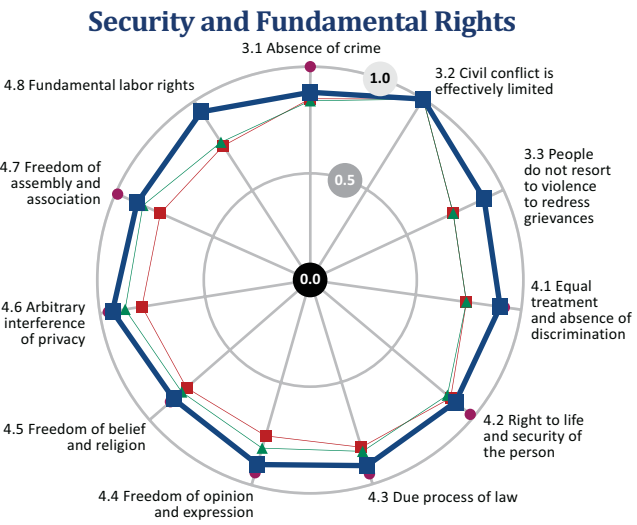 Security and Fundamental Rights
3.1 Absence of crime
1.0
3.2 Civil conflict is
effectively limited
4.8 Fundamental labor rights
3.3 People
do not resort
to violence
to redress
grievances
0.5
4.7 Freedom of
assembly and
association
0.0
4.1 Equal
treatment
and absence of
discrimination
4.6 Arbitrary
interference
of privacy
4.2 Right to life
and security of
the person
4.5 Freedom of belief
and religion
4.4 Freedom of opinion
and expression
4.3 Due process of law